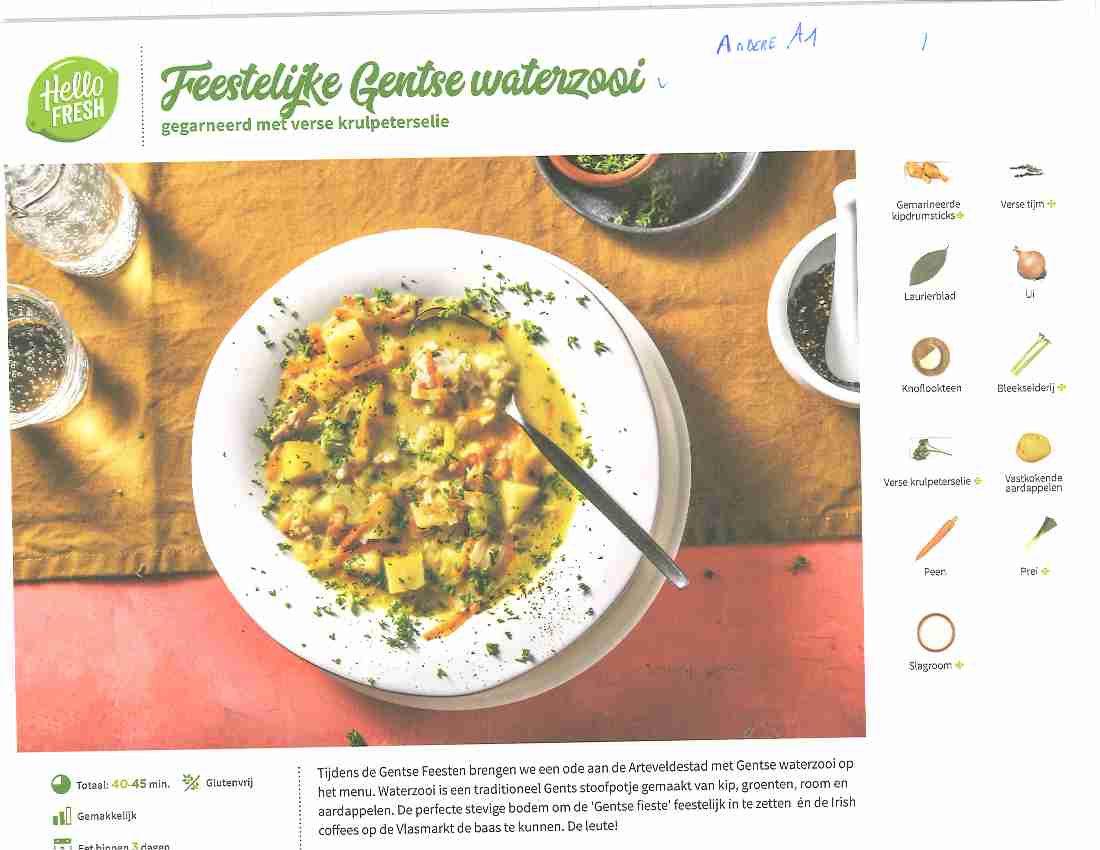 ANDERE A1 1
Hello
FRESH
Feestelijke Gentse waterzooi
gegarneerd met verse krulpeterselie
Gemarineerde
kipdrumsticks
Verse tijm
Laurierblad
Ui
Knoflookteen
Bleekselderij
Verse krulpeterselie
Vastkokende
aardappelen
Peen
Prei
Slagroom
Totaal: 40-45 min.
Glutenvrij
Gemakkelijk
Eet binnen 3 dagen
Tijdens de Gentse Feesten brengen we een ode aan de Arteveldestad met Gentse waterzooi op
het menu. Waterzooi is een traditioneel Gents stoofpotje gemaakt van kip, groenten, room en
aardappelen. De perfecte stevige bodem om de 'Gentse fieste' feestelijk in te zetten én de Irish
coffees op de Vlasmarkt de baas te kunnen. De leute!